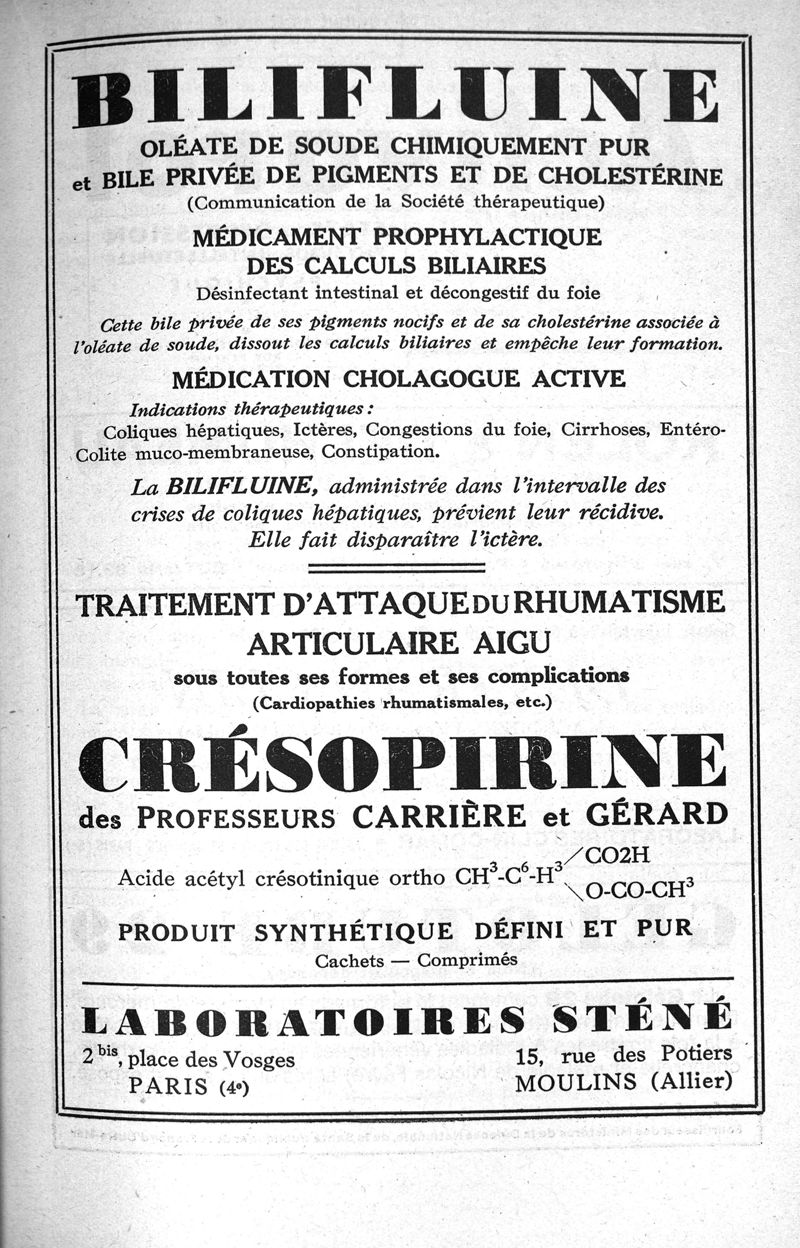 BILIFLUINE
OLÉATE DE SOUDE CHIMIQUEMENT PUR
et BILE PRIVÉE DE PIGMENTS ET DE CHOLESTÉRINE
(Communication de la Société thérapeutique)
MÉDICAMENT PROPHYLACTIQUE
DES CALCULS BILIAIRES
Désinfectant intestinal et décongestif du foie
Cette bile privée de ses pigments nocifs et de sa cholestérine associée à
l'oléate de soude, dissout les calculs biliaires et empêche leur formation.
MÉDICATION CHOLAGOGUE ACTIVE
Indications thérapeutiques :
Coliques hépatiques, Ictères, Congestions du foie, Cirrhoses, Entéro-
Colite muco-membraneuse, Constipation.
La BILIFLUINE, administrée dans l'intervalle des
crises de coliques hépatiques, prévient leur récidive.
Elle fait disparaître l'ictère.
TRAITEMENT D'ATTAQUE DU RHUMATISME
ARTICULAIRE AIGU
sous toutes ses formes et ses complications
(Cardiopathies rhumatismales, etc.)
CRÉSOPIRINE
des PROFESSEURS CARRIÈRE et GÉRARD
Acide acétyl crésotinique ortho CH³-C⁶-H³ ³/CO2H
\O-CO-CH³
PRODUIT SYNTHÉTIQUE DÉFINI ET PUR
Cachets — Comprimés
LABORATOIRES STÉNÉ
2 bis, place des Vosges 15, rue des Potiers
PARIS (4e) MOULINS (Allier)